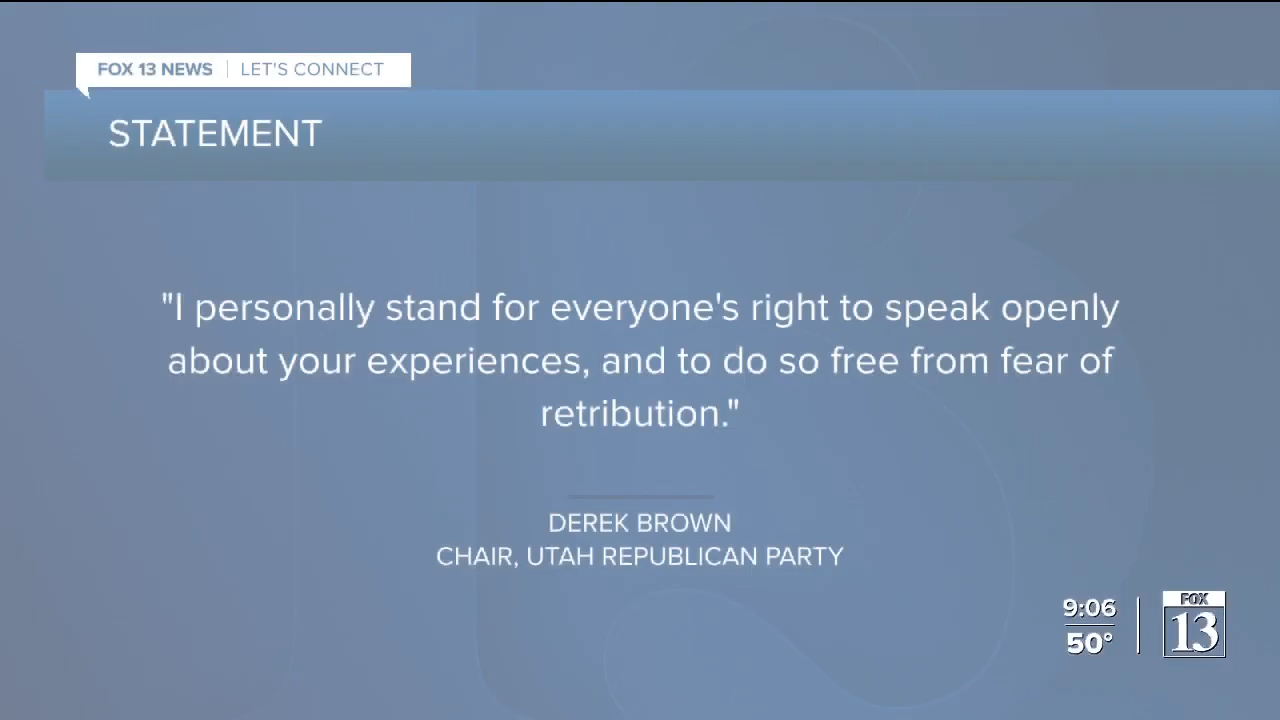 FOX 13 NEWS | LET'S CONNECT
STATEMENT
"I personally stand for everyone's right to speak openly
about your experiences, and to do so free from fear of
retribution."
DEREK BROWN
CHAIR, UTAH REPUBLICAN PARTY
9:06
50°
FOX
13